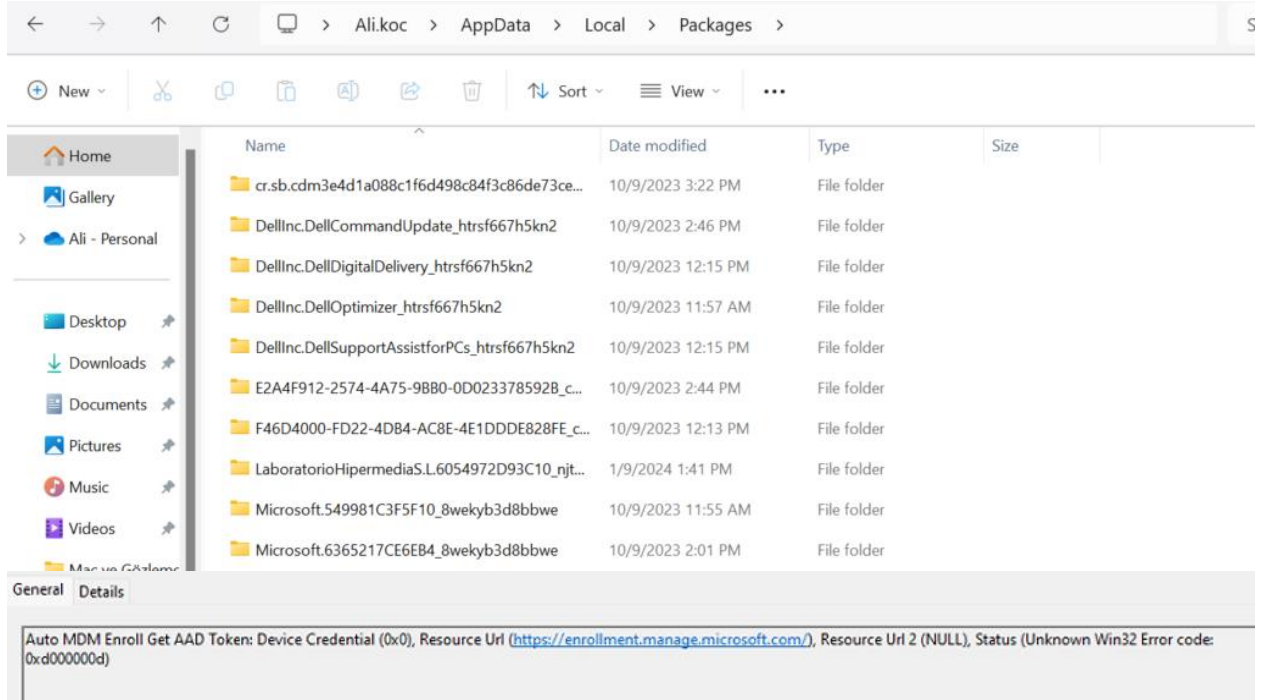 Ali.koc > AppData > Local > Packages >
New Sort View ...
Name Date modified Type Size
Home
Gallery
Ali - Personal
Desktop
Downloads
Documents
Pictures
Music
Videos
Mac ve
cr.sb.cdm3e4d1a088c1f6d498c84f3c86de73ce... 10/9/2023 3:22 PM File folder
DellInc.DellCommandUpdate_htrsf667h5kn2 10/9/2023 2:46 PM File folder
DellInc.DellDigitalDelivery_htrsf667h5kn2 10/9/2023 12:15 PM File folder
DellInc.DellOptimizer_htrsf667h5kn2 10/9/2023 11:57 AM File folder
DellInc.DellSupportAssistforPCs_htrsf667h5kn2 10/9/2023 12:15 PM File folder
E2A4F912-2574-4A75-9BB0-0D023378592B_c... 10/9/2023 2:44 PM File folder
F46D4000-FD22-4DB4-AC8E-4E1DDDE828FE_c... 10/9/2023 12:13 PM File folder
LaboratorioHipermediaS.L.6054972D93C10_njt... 1/9/2024 1:41 PM File folder
Microsoft.549981C3F5F10_8wekyb3d8bbwe 10/9/2023 11:55 AM File folder
Microsoft.6365217CE6EB4_8wekyb3d8bbwe 10/9/2023 2:01 PM File folder
General Details
Auto MDM Enroll Get AAD Token: Device Credential (0x0), Resource Url (https://enrollment.manage.microsoft.com/), Resource Url 2 (NULL), Status (Unknown Win32 Error code:
0xd000000d)